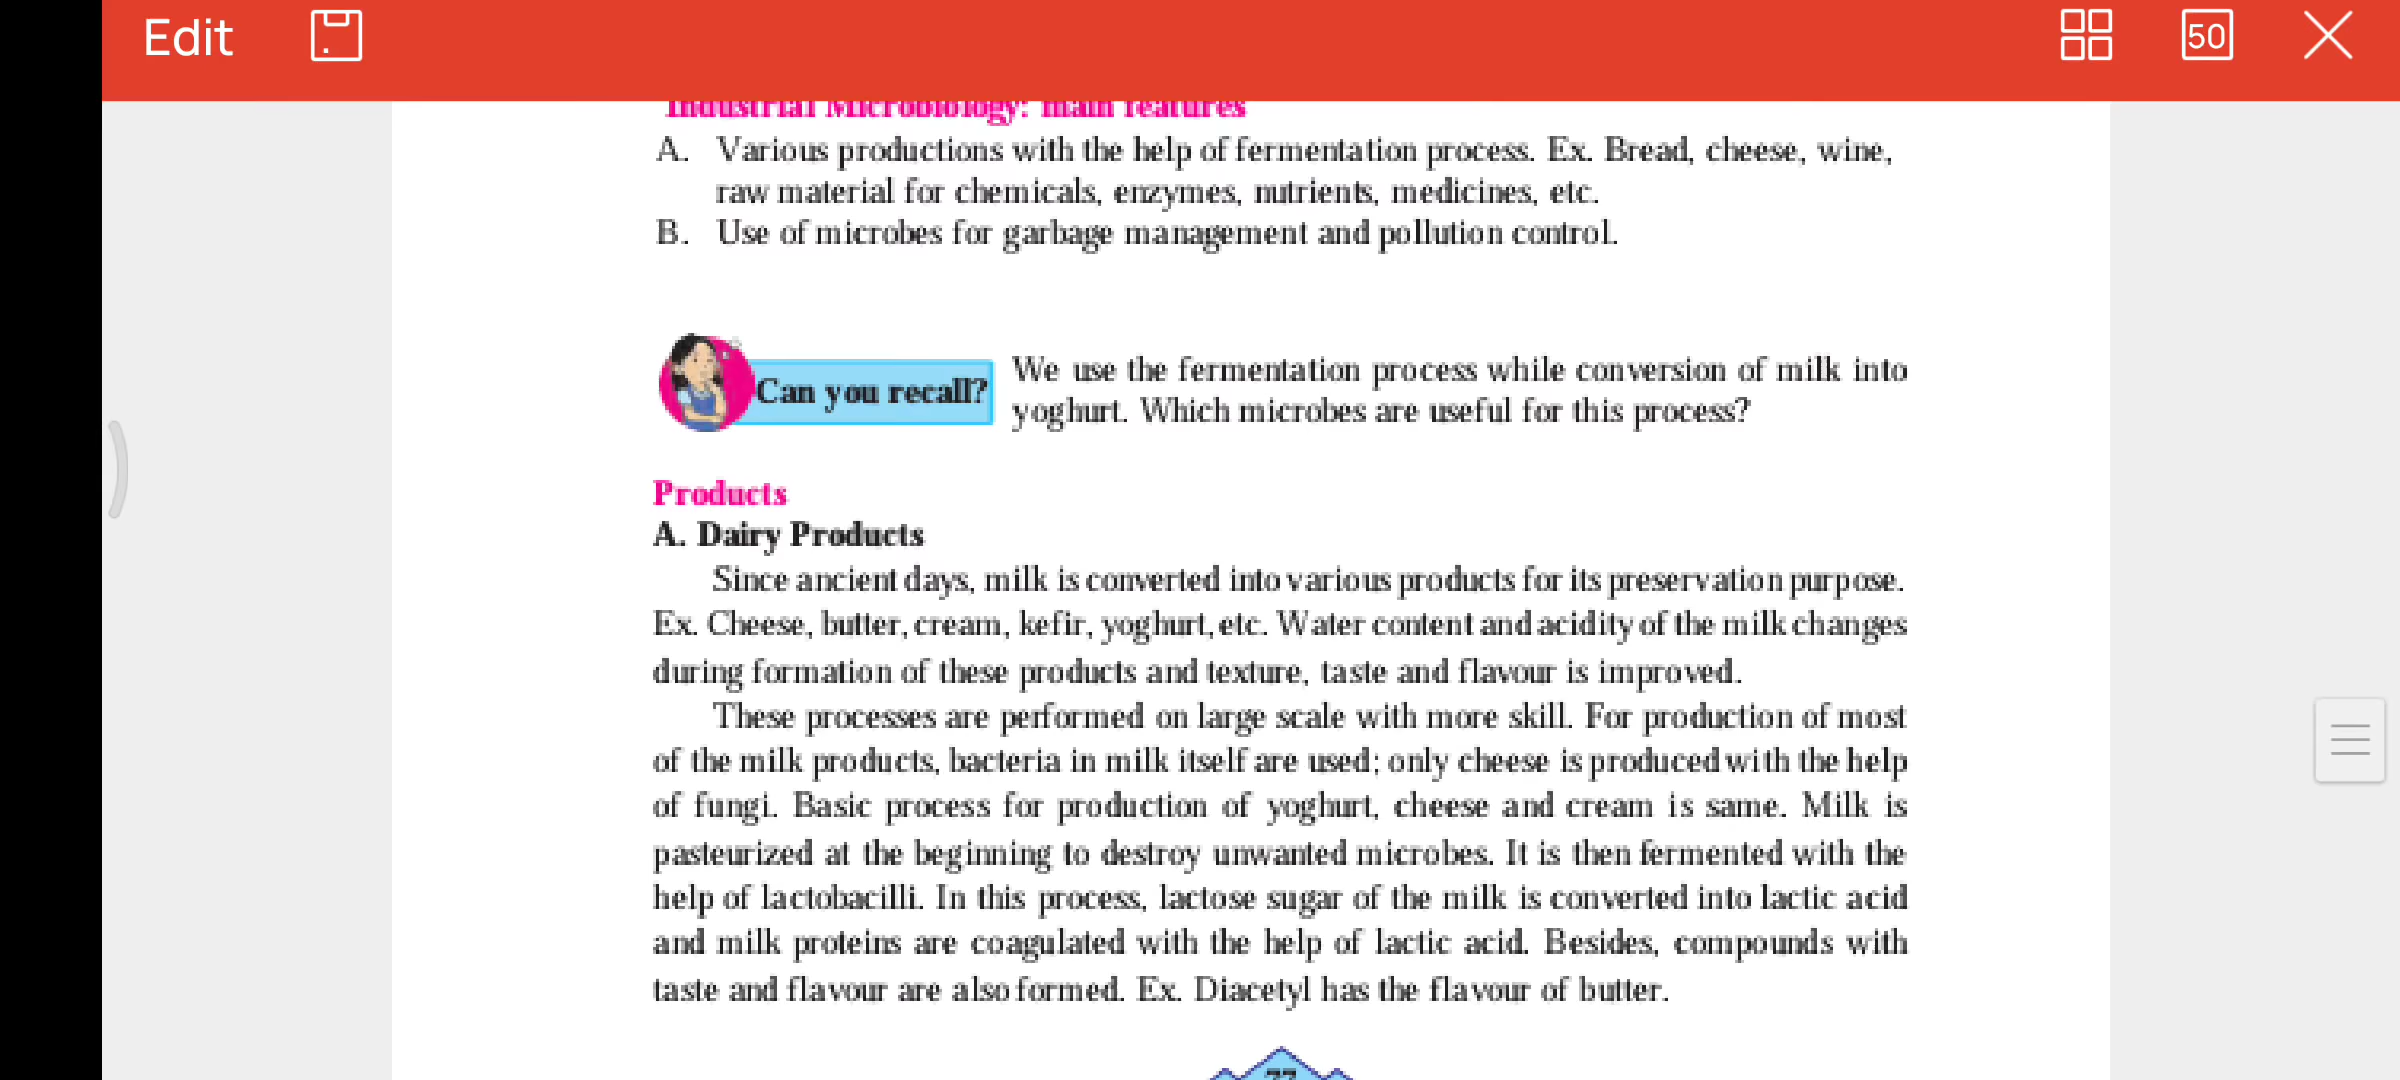 Edit
50
Industrial Microbiology: main features
A. Various productions with the help of fermentation process. Ex. Bread, cheese, wine,
raw material for chemicals, enzymes, nutrients, medicines, etc.
B. Use of microbes for garbage management and pollution control.
Can you recall?
We use the fermentation process while conversion of milk into
yoghurt. Which microbes are useful for this process?
Products
A. Dairy Products
Since ancient days, milk is converted into various products for its preservation purpose.
Ex. Cheese, butter, cream, kefir, yoghurt, etc. Water content and acidity of the milk changes
during formation of these products and texture, taste and flavour is improved.
These processes are performed on large scale with more skill. For production of most
of the milk products, bacteria in milk itself are used; only cheese is produced with the help
of fungi. Basic process for production of yoghurt, cheese and cream is same. Milk is
pasteurized at the beginning to destroy unwanted microbes. It is then fermented with the
help of lactobacilli. In this process, lactose sugar of the milk is converted into lactic acid
and milk proteins are coagulated with the help of lactic acid. Besides, compounds with
taste and flavour are also formed. Ex. Diacetyl has the flavour of butter.
77